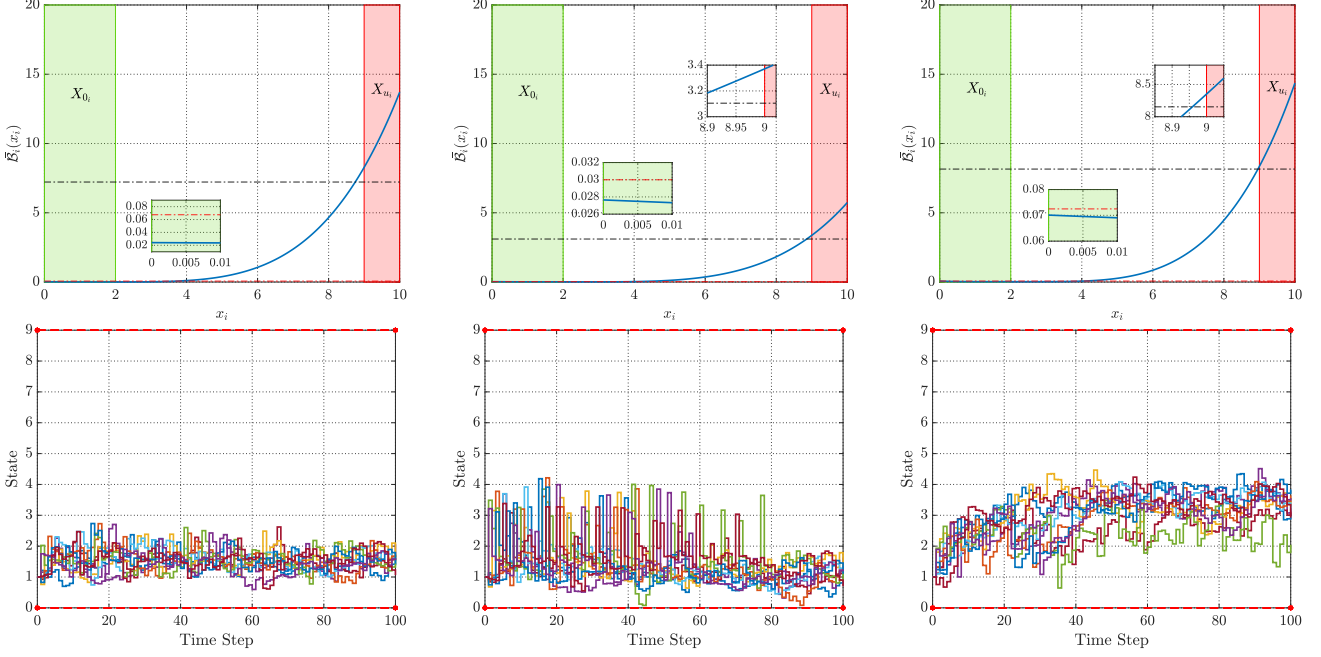 20
15
10
5
0
0 2 4 6 8 10
B̄ᵢ(xᵢ)
xᵢ
X₀ᵢ
Xᵤᵢ
0.08
0.06
0.04
0.02
0 0.005 0.01
20
15
10
5
0
0 2 4 6 8 10
B̄ᵢ(xᵢ)
xᵢ
X₀ᵢ
Xᵤᵢ
3.4
3.2
3
8.9 8.95 9
0.032
0.03
0.028
0.026
0 0.005 0.01
20
15
10
5
0
0 2 4 6 8 10
B̄ᵢ(xᵢ)
xᵢ
X₀ᵢ
Xᵤᵢ
8.5
8
8.9 9
0.08
0.07
0.06
0 0.005 0.01
9
8
7
6
5
4
3
2
1
0
0 20 40 60 80 100
State
Time Step
9
8
7
6
5
4
3
2
1
0
0 20 40 60 80 100
State
Time Step
9
8
7
6
5
4
3
2
1
0
0 20 40 60 80 100
State
Time Step